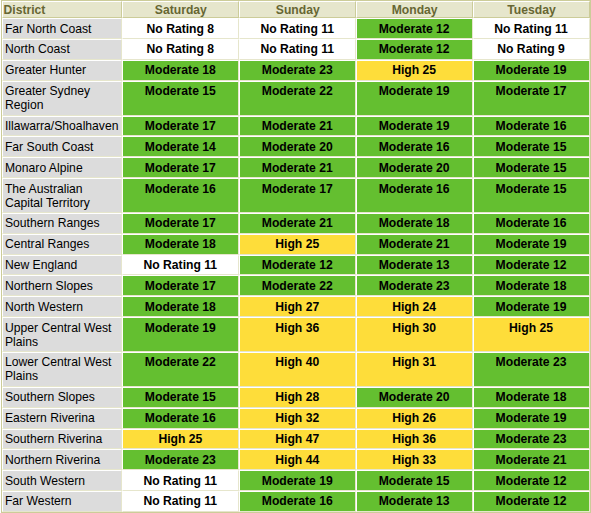 District Saturday Sunday Monday Tuesday
Far North Coast No Rating 8 No Rating 11 Moderate 12 No Rating 11
North Coast No Rating 8 No Rating 11 Moderate 12 No Rating 9
Greater Hunter Moderate 18 Moderate 23 High 25 Moderate 19
Greater Sydney Moderate 15 Moderate 22 Moderate 19 Moderate 17
Region
Illawarra/Shoalhaven Moderate 17 Moderate 21 Moderate 19 Moderate 16
Far South Coast Moderate 14 Moderate 20 Moderate 16 Moderate 15
Monaro Alpine Moderate 17 Moderate 21 Moderate 20 Moderate 15
The Australian Moderate 16 Moderate 17 Moderate 16 Moderate 15
Capital Territory
Southern Ranges Moderate 17 Moderate 21 Moderate 18 Moderate 16
Central Ranges Moderate 18 High 25 Moderate 21 Moderate 19
New England No Rating 11 Moderate 12 Moderate 13 Moderate 12
Northern Slopes Moderate 17 Moderate 22 Moderate 23 Moderate 18
North Western Moderate 18 High 27 High 24 Moderate 19
Upper Central West Moderate 19 High 36 High 30 High 25
Plains
Lower Central West Moderate 22 High 40 High 31 Moderate 23
Plains
Southern Slopes Moderate 15 High 28 Moderate 20 Moderate 18
Eastern Riverina Moderate 16 High 32 High 26 Moderate 19
Southern Riverina High 25 High 47 High 36 Moderate 23
Northern Riverina Moderate 23 High 44 High 33 Moderate 21
South Western No Rating 11 Moderate 19 Moderate 15 Moderate 12
Far Western No Rating 11 Moderate 16 Moderate 13 Moderate 12